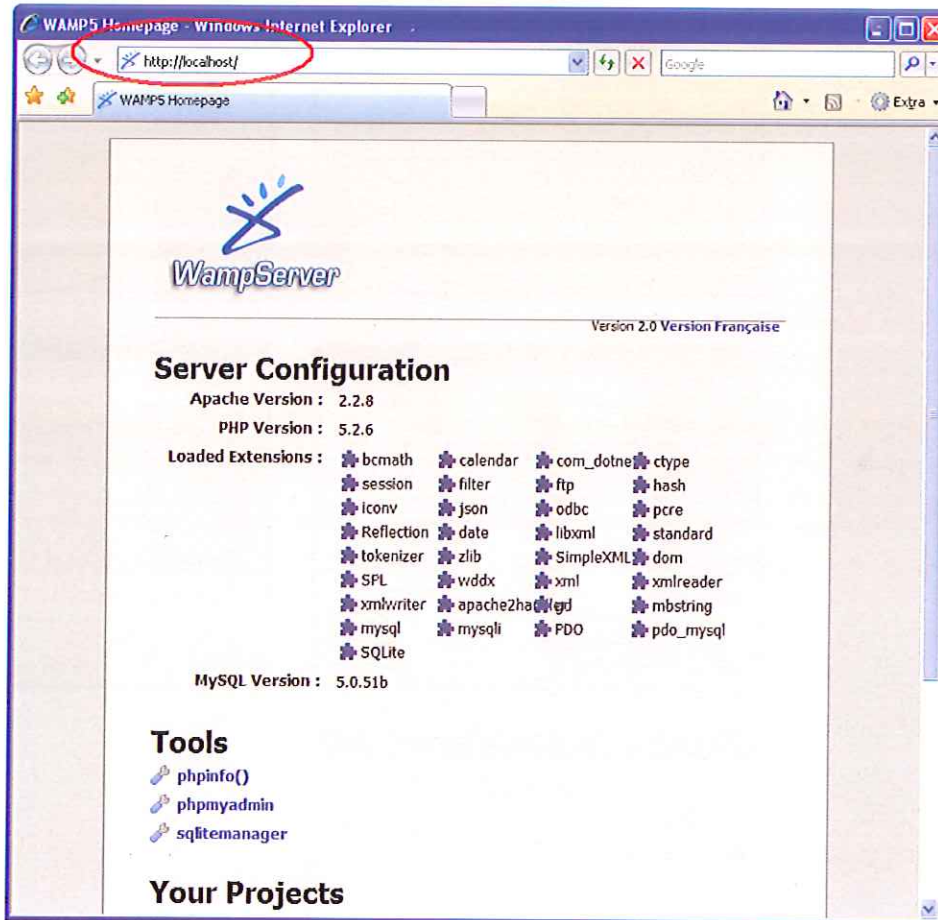 WAMP5 Homepage - Windows Internet Explorer
http://localhost/
Google
WAMP5 Homepage
Extra
WampServer
Version 2.0 Version Française
Server Configuration
Apache Version : 2.2.8
PHP Version : 5.2.6
Loaded Extensions : bcmath calendar com_dotne ctype
session filter ftp hash
iconv json odbc pcre
Reflection date libxml standard
tokenizer zlib SimpleXML dom
SPL wddx xml xmlreader
xmlwriter apache2ha gd mbstring
mysql mysqli PDO pdo_mysql
SQLite
MySQL Version : 5.0.51b
Tools
phpinfo()
phpmyadmin
sqlitemanager
Your Projects